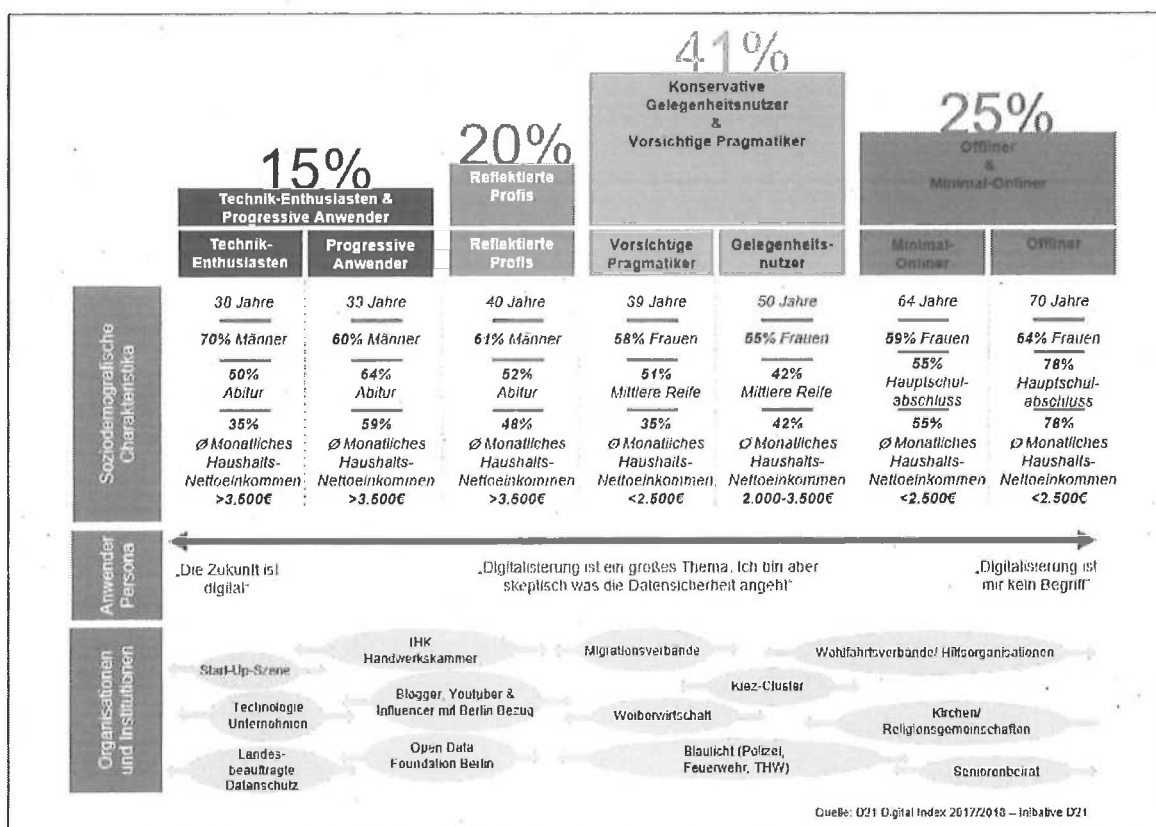 15%
20%
41%
25%
Technik-Enthusiasten &
Progressive Anwender
Reflektierte
Profis
Konservative
Gelegenheitsnutzer
&
Vorsichtige Pragmatiker
Offliner
&
Minimal-Onliner
Technik-
Enthusiasten
Progressive
Anwender
Reflektierte
Profis
Vorsichtige
Pragmatiker
Gelegenheits-
nutzer
Minimal-
Onliner
Offliner
Soziodemografische
Charakteristika
Jahre
70% Männer
50%
Abitur
35%
Ø Monatliches
Haushalts-
Nettoeinkommen
>3.500€
33 Jahre
60% Männer
64%
Abitur
59%
Ø Monatliches
Haushalts-
Nettoeinkommen
>3.500€
40 Jahre
61% Männer
52%
Abitur
48%
Ø Monatliches
Haushalts-
Nettoeinkommen
>3.500€
39 Jahre
58% Frauen
51%
Mittlere Reife
35%
Ø Monatliches
Haushalts-
Nettoeinkommen
<2.500€
50 Jahre
55% Frauen
42%
Mittlere Reife
42%
Ø Monatliches
Haushalts-
Nettoeinkommen
2.000-3.500€
64 Jahre
59% Frauen
55%
Hauptschul-
abschluss
55%
Ø Monatliches
Haushalts-
Nettoeinkommen
<2.500€
70 Jahre
64% Frauen
78%
Hauptschul-
abschluss
78%
Ø Monatliches
Haushalts-
Nettoeinkommen
<2.500€
Anwender
Persona
„Die Zukunft ist
digital“
„Digitalisierung ist ein großes Thema. Ich bin aber
skeptisch was die Datensicherheit angeht“
„Digitalisierung ist
mir kein Begriff“
Organisationen
und Institutionen
Start-Up-Szene
IHK
Handwerkskammer
Migrationsverbände
Wohlfahrtsverbände/ Hilfsorganisationen
Kiez-Cluster
Technologie
Unternehmen
Blogger, Youtuber &
Influencer mit Berlin Bezug
Weiberwirtschaft
Kirchen/
Religionsgemeinschaften
Landes-
beauftragte
Datenschutz
Open Data
Foundation Berlin
Blaulicht (Polizei,
Feuerwehr, THW)
Seniorenbeirat
Quelle: D21 Digital Index 2017/2018 – Initiative D21